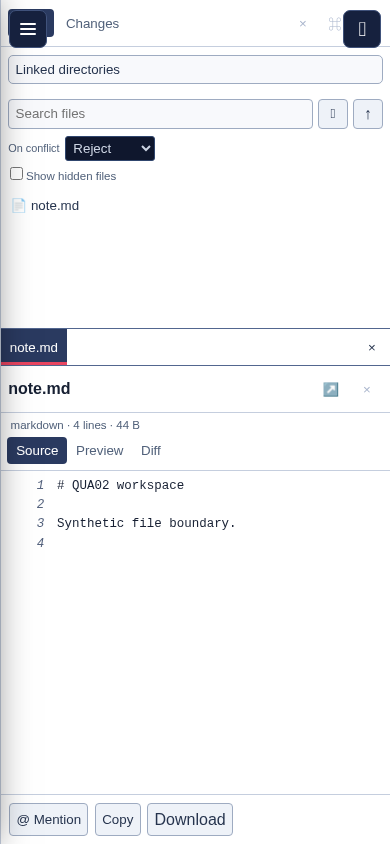 Changes ×
Linked directories
Search files ↑
On conflict Reject
Show hidden files
note.md
note.md ×
note.md ×
markdown · 4 lines · 44 B
Source Preview Diff
1 # QUA02 workspace
2
3 Synthetic file boundary.
4
@ Mention Copy Download